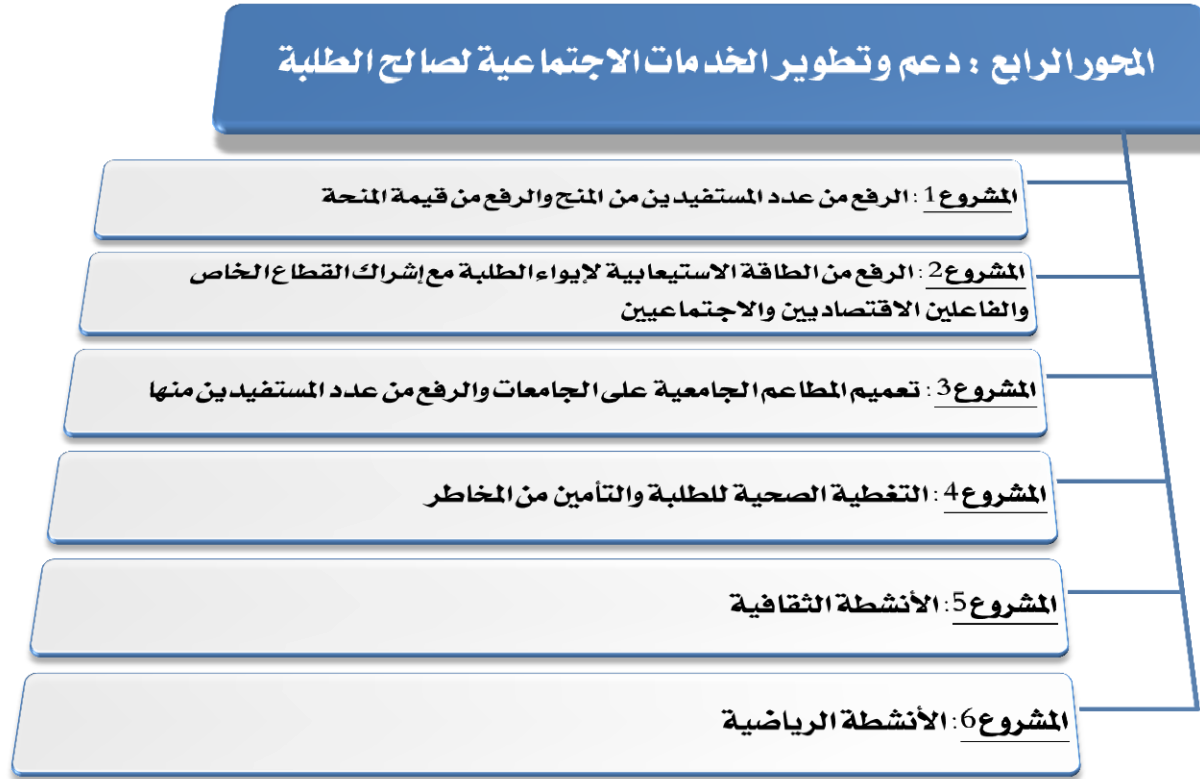 المحور الرابع : دعم وتطوير الخدمات الاجتماعية لصالح الطلبة
المشروع1 : الرفع من عدد المستفيدين من المنح والرفع من قيمة المنحة
المشروع2 : الرفع من الطاقة الاستيعابية لإيواء الطلبة مع إشراك القطاع الخاص
والفاعلين الاقتصاديين والاجتماعيين
المشروع3 : تعميم المطاعم الجامعية على الجامعات والرفع من عدد المستفيدين منها
المشروع4 : التغطية الصحية للطلبة والتأمين من المخاطر
المشروع5: الأنشطة الثقافية
المشروع6: الأنشطة الرياضية